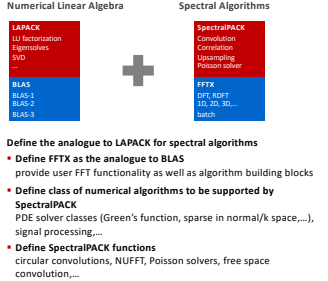 Numerical Linear Algebra
Spectral Algorithms
LAPACK
LU factorization
Eigensolves
SVD
...
BLAS
BLAS-1
BLAS-2
BLAS-3
SpectralPACK
Convolution
Correlation
Upsampling
Poisson solver
FFTX
DFT, RDFT
1D, 2D, 3D,...
batch
Define the analogue to LAPACK for spectral algorithms
▪ Define FFTX as the analogue to BLAS
provide user FFT functionality as well as algorithm building blocks
▪ Define class of numerical algorithms to be supported by
SpectralPACK
PDE solver classes (Green's function, sparse in normal/k space,...),
signal processing,...
▪ Define SpectralPACK functions
circular convolutions, NUFFT, Poisson solvers, free space
convolution,...